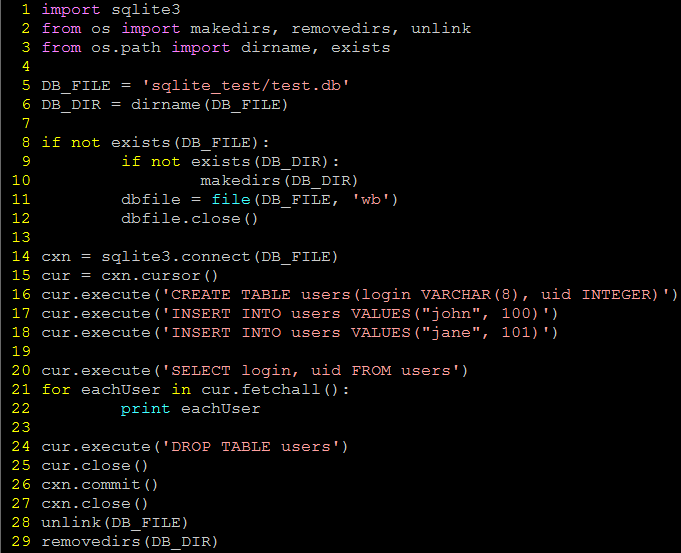 1 import sqlite3
2 from os import makedirs, removedirs, unlink
3 from os.path import dirname, exists
4
5 DB_FILE = 'sqlite_test/test.db'
6 DB_DIR = dirname(DB_FILE)
7
8 if not exists(DB_FILE):
9         if not exists(DB_DIR):
10                 makedirs(DB_DIR)
11         dbfile = file(DB_FILE, 'wb')
12         dbfile.close()
13
14 cxn = sqlite3.connect(DB_FILE)
15 cur = cxn.cursor()
16 cur.execute('CREATE TABLE users(login VARCHAR(8), uid INTEGER)')
17 cur.execute('INSERT INTO users VALUES("john", 100)')
18 cur.execute('INSERT INTO users VALUES("jane", 101)')
19
20 cur.execute('SELECT login, uid FROM users')
21 for eachUser in cur.fetchall():
22         print eachUser
23
24 cur.execute('DROP TABLE users')
25 cur.close()
26 cxn.commit()
27 cxn.close()
28 unlink(DB_FILE)
29 removedirs(DB_DIR)